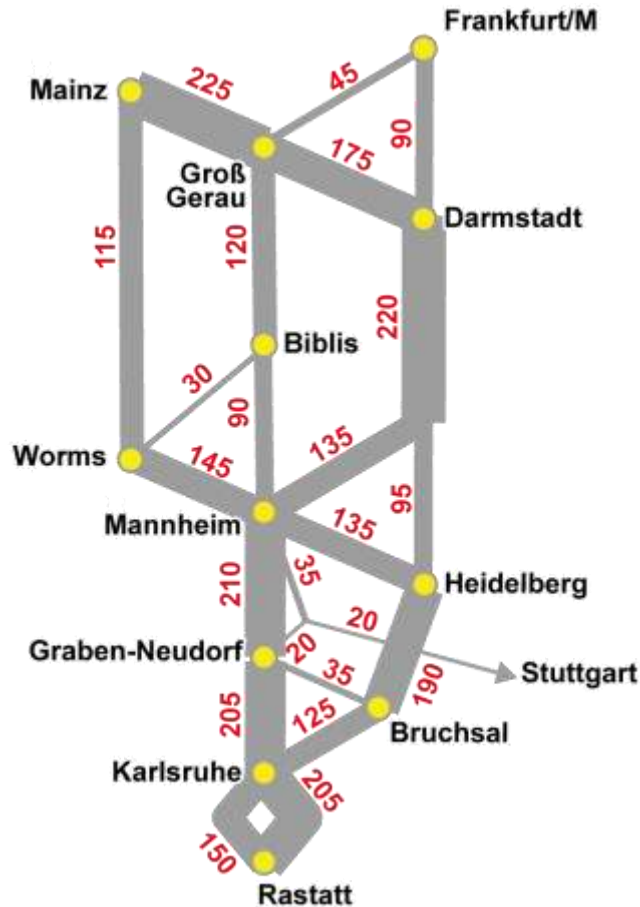 Frankfurt/M
45
225
Mainz
90
175
Groß
Gerau
Darmstadt
115
120
220
Biblis
30
90
135
Worms
145
95
Mannheim
135
35
210
Heidelberg
20
Graben-Neudorf
20
Stuttgart
35
190
205
125
Bruchsal
Karlsruhe
205
150
Rastatt